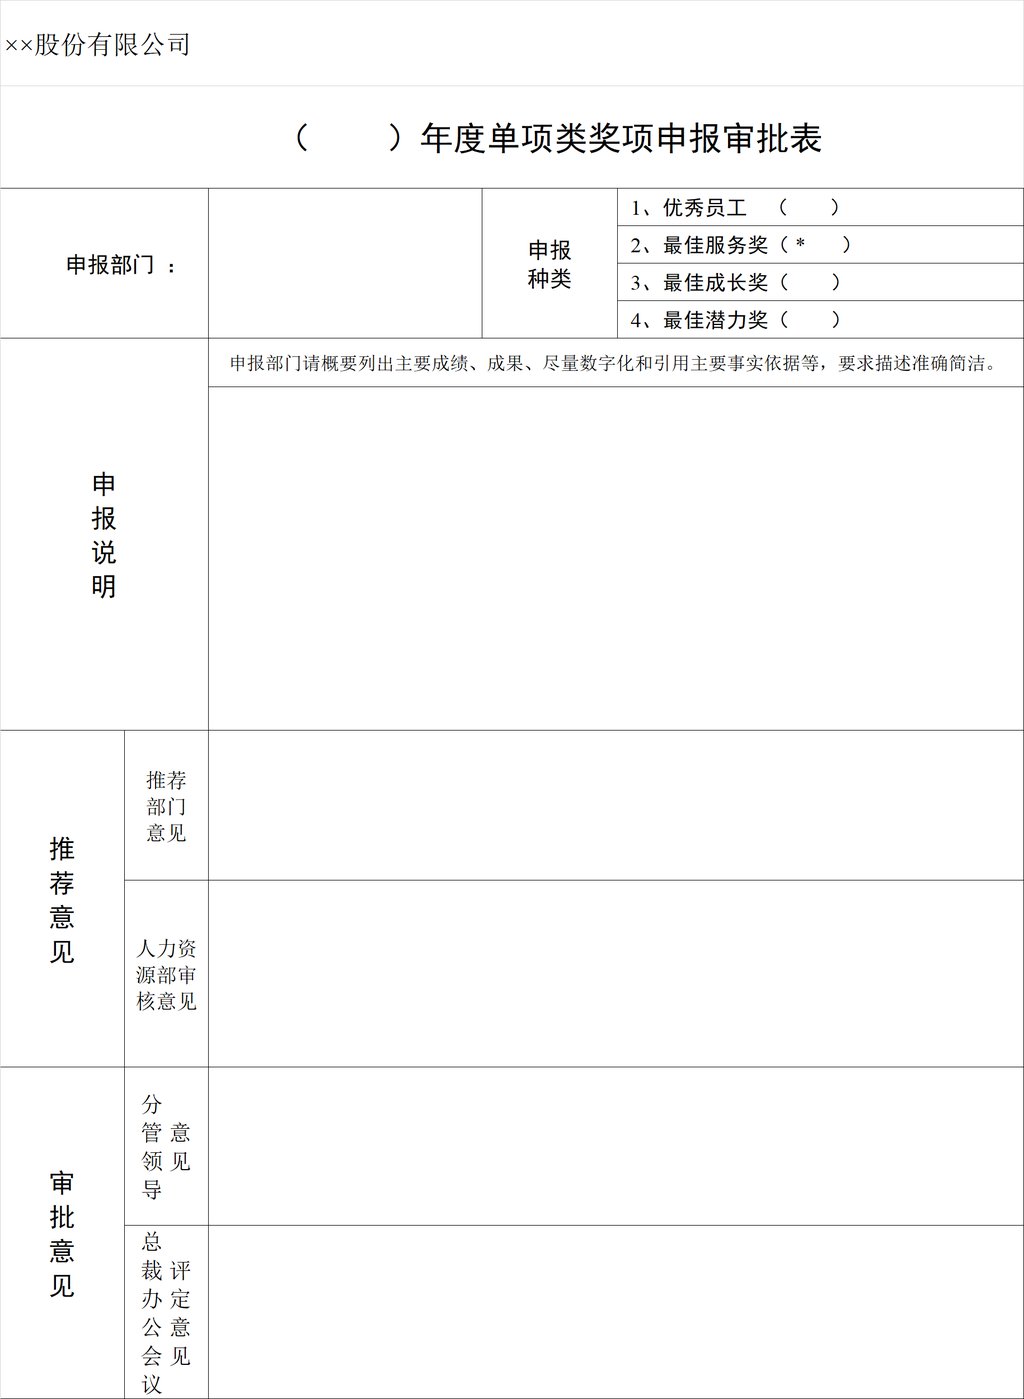 ××股份有限公司
（　　）年度单项类奖项申报审批表
申报部门 ：
申报
种类
1、优秀员工 （　　）
2、最佳服务奖（ *　　）
3、最佳成长奖（　　）
4、最佳潜力奖（　　）
申报部门请概要列出主要成绩、成果、尽量数字化和引用主要事实依据等，要求描述准确简洁。
申
报
说
明
推
荐
意
见
推荐
部门
意见
人力资
源部审
核意见
审
批
意
见
分
管 意
领 见
导
总
裁 评
办 定
公 意
会 见
议